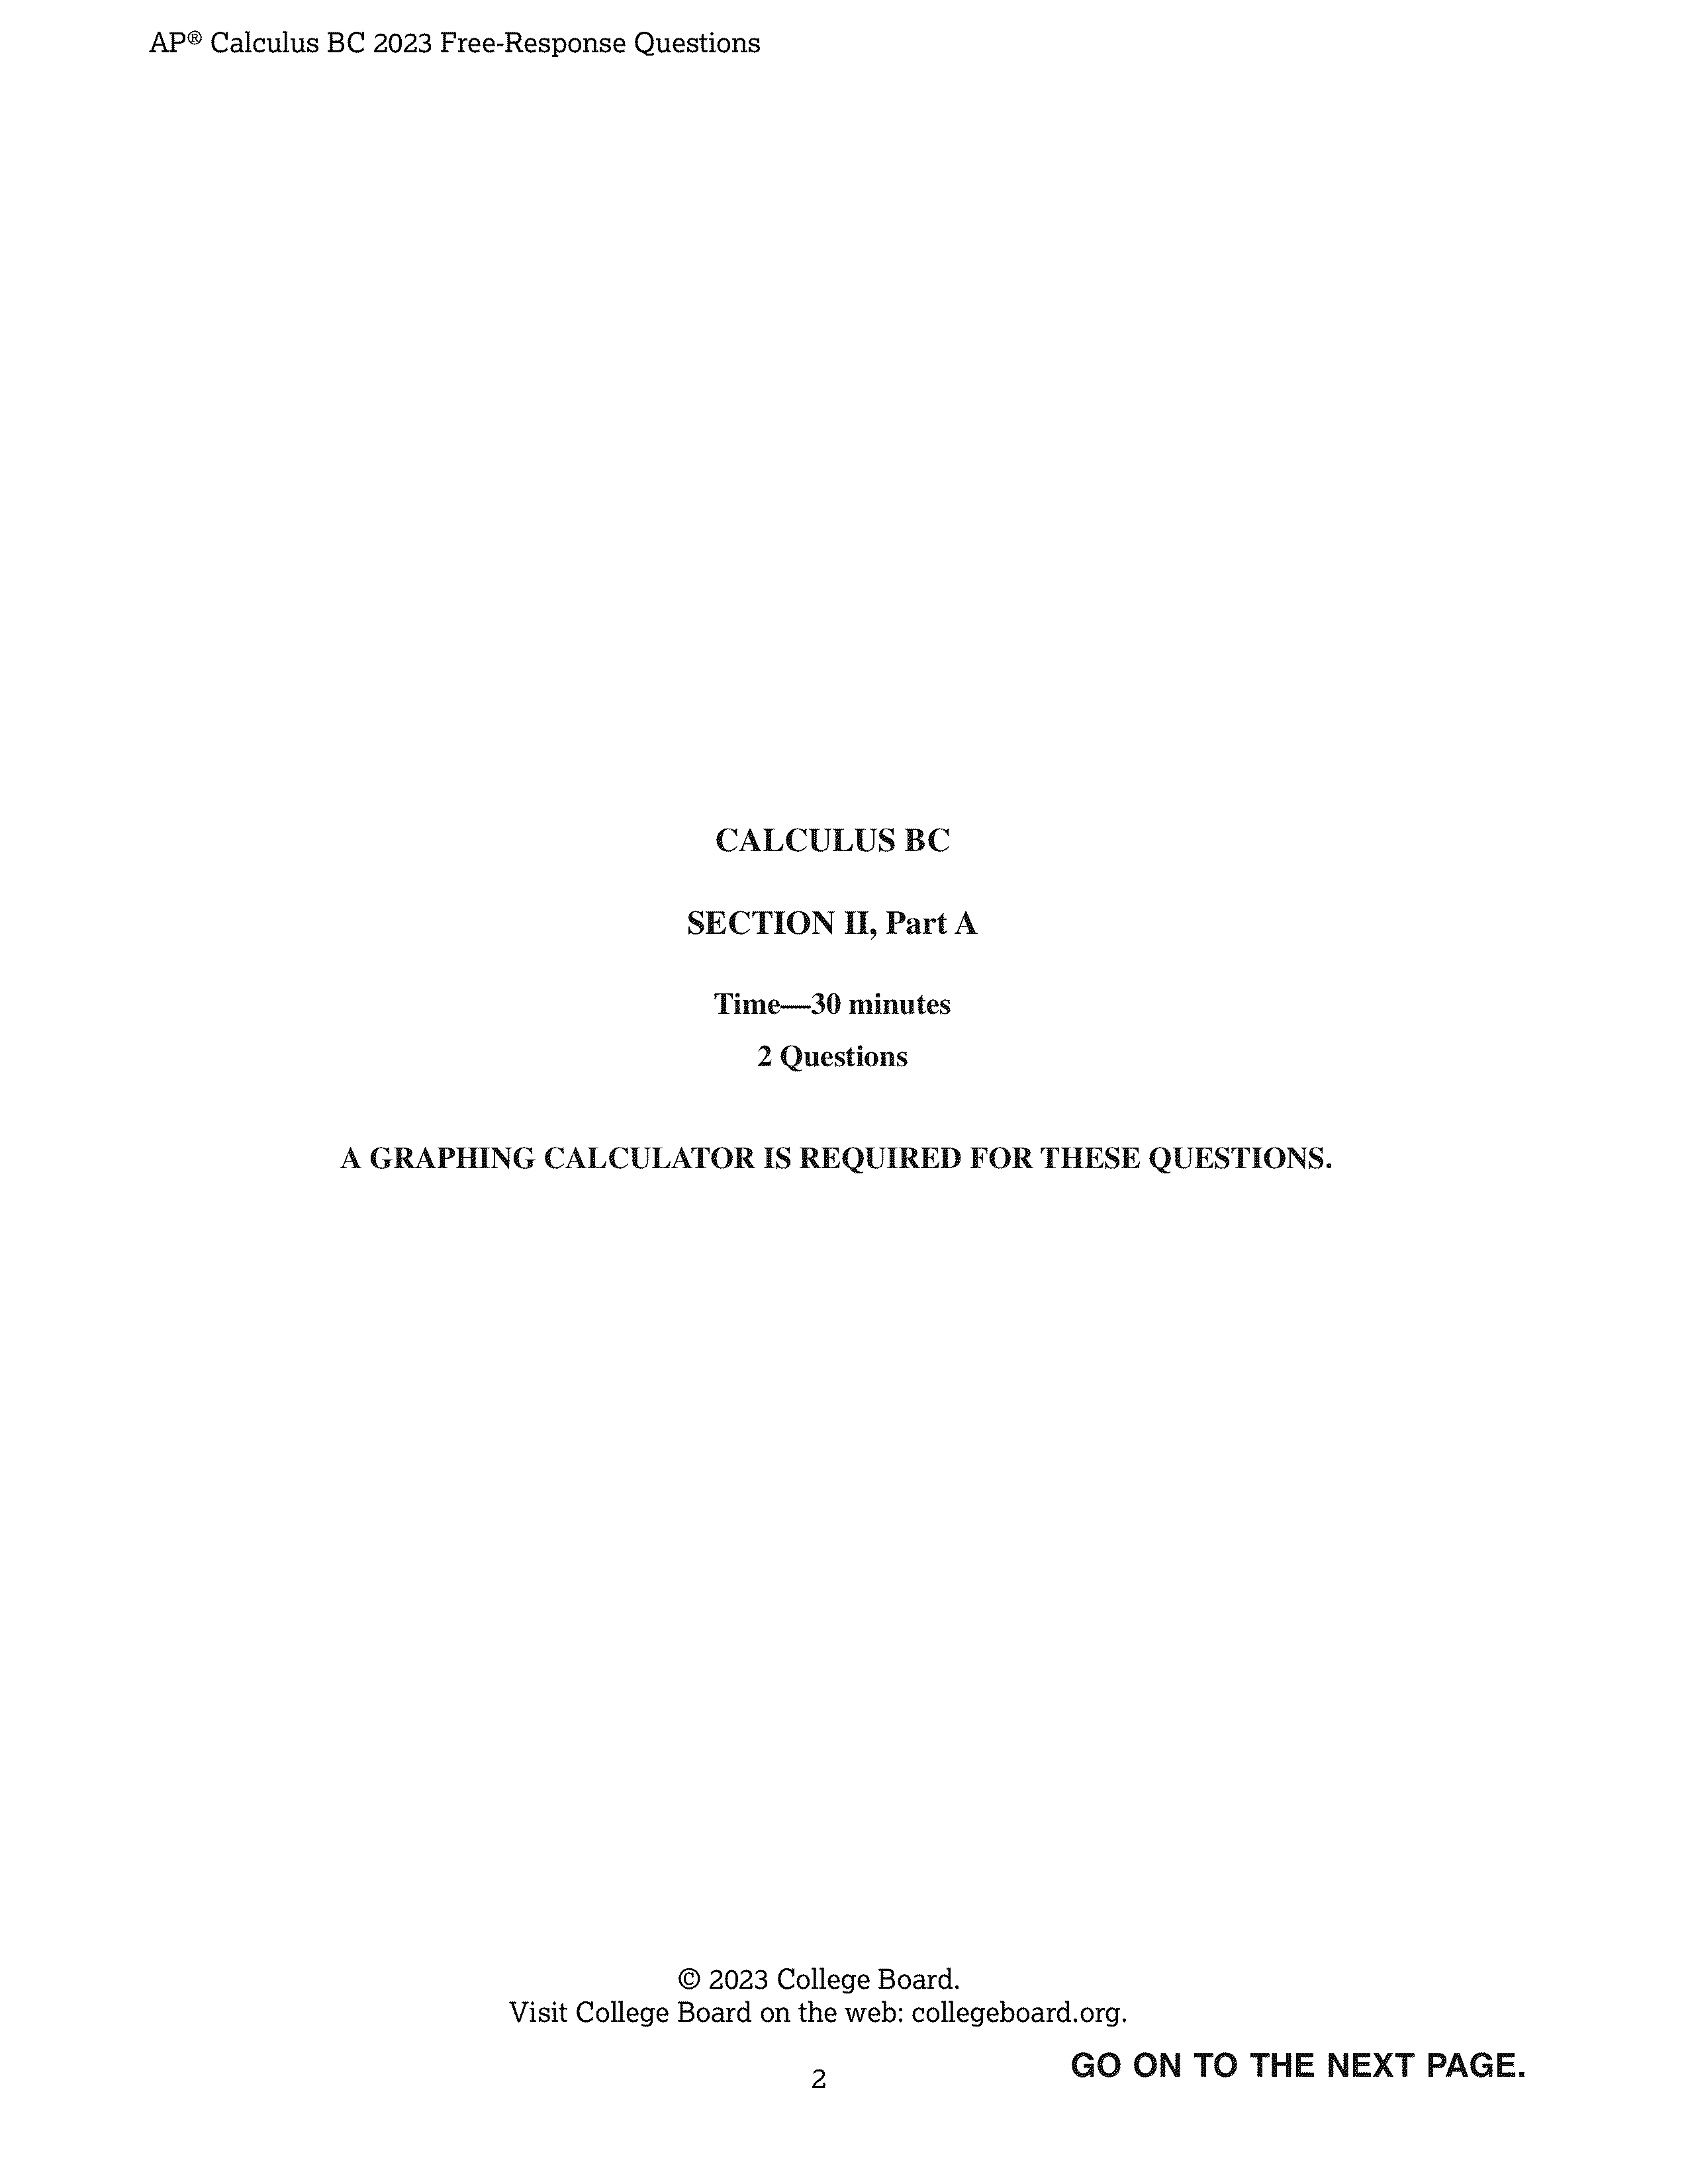 AP® Calculus BC 2023 Free-Response Questions
CALCULUS BC
SECTION II, Part A
Time—30 minutes
2 Questions
A GRAPHING CALCULATOR IS REQUIRED FOR THESE QUESTIONS.
© 2023 College Board.
Visit College Board on the web: collegeboard.org.
GO ON TO THE NEXT PAGE.
2